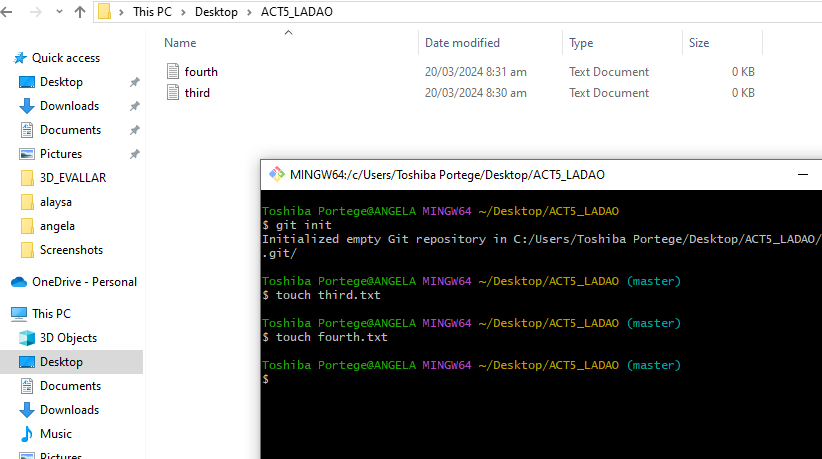 This PC > Desktop > ACT5_LADAO
Name Date modified Type Size
Quick access
fourth 20/03/2024 8:31 am Text Document 0 KB
Desktop
third 20/03/2024 8:30 am Text Document 0 KB
Downloads
Documents
Pictures
3D_EVALLAR
alaysa
angela
Screenshots
OneDrive - Personal
This PC
3D Objects
Desktop
Documents
Downloads
Music
Pictures
MINGW64:/c/Users/Toshiba Portege/Desktop/ACT5_LADAO
Toshiba Portege@ANGELA MINGW64 ~/Desktop/ACT5_LADAO
$ git init
Initialized empty Git repository in C:/Users/Toshiba Portege/Desktop/ACT5_LADAO/
.git/
Toshiba Portege@ANGELA MINGW64 ~/Desktop/ACT5_LADAO (master)
$ touch third.txt
Toshiba Portege@ANGELA MINGW64 ~/Desktop/ACT5_LADAO (master)
$ touch fourth.txt
Toshiba Portege@ANGELA MINGW64 ~/Desktop/ACT5_LADAO (master)
$